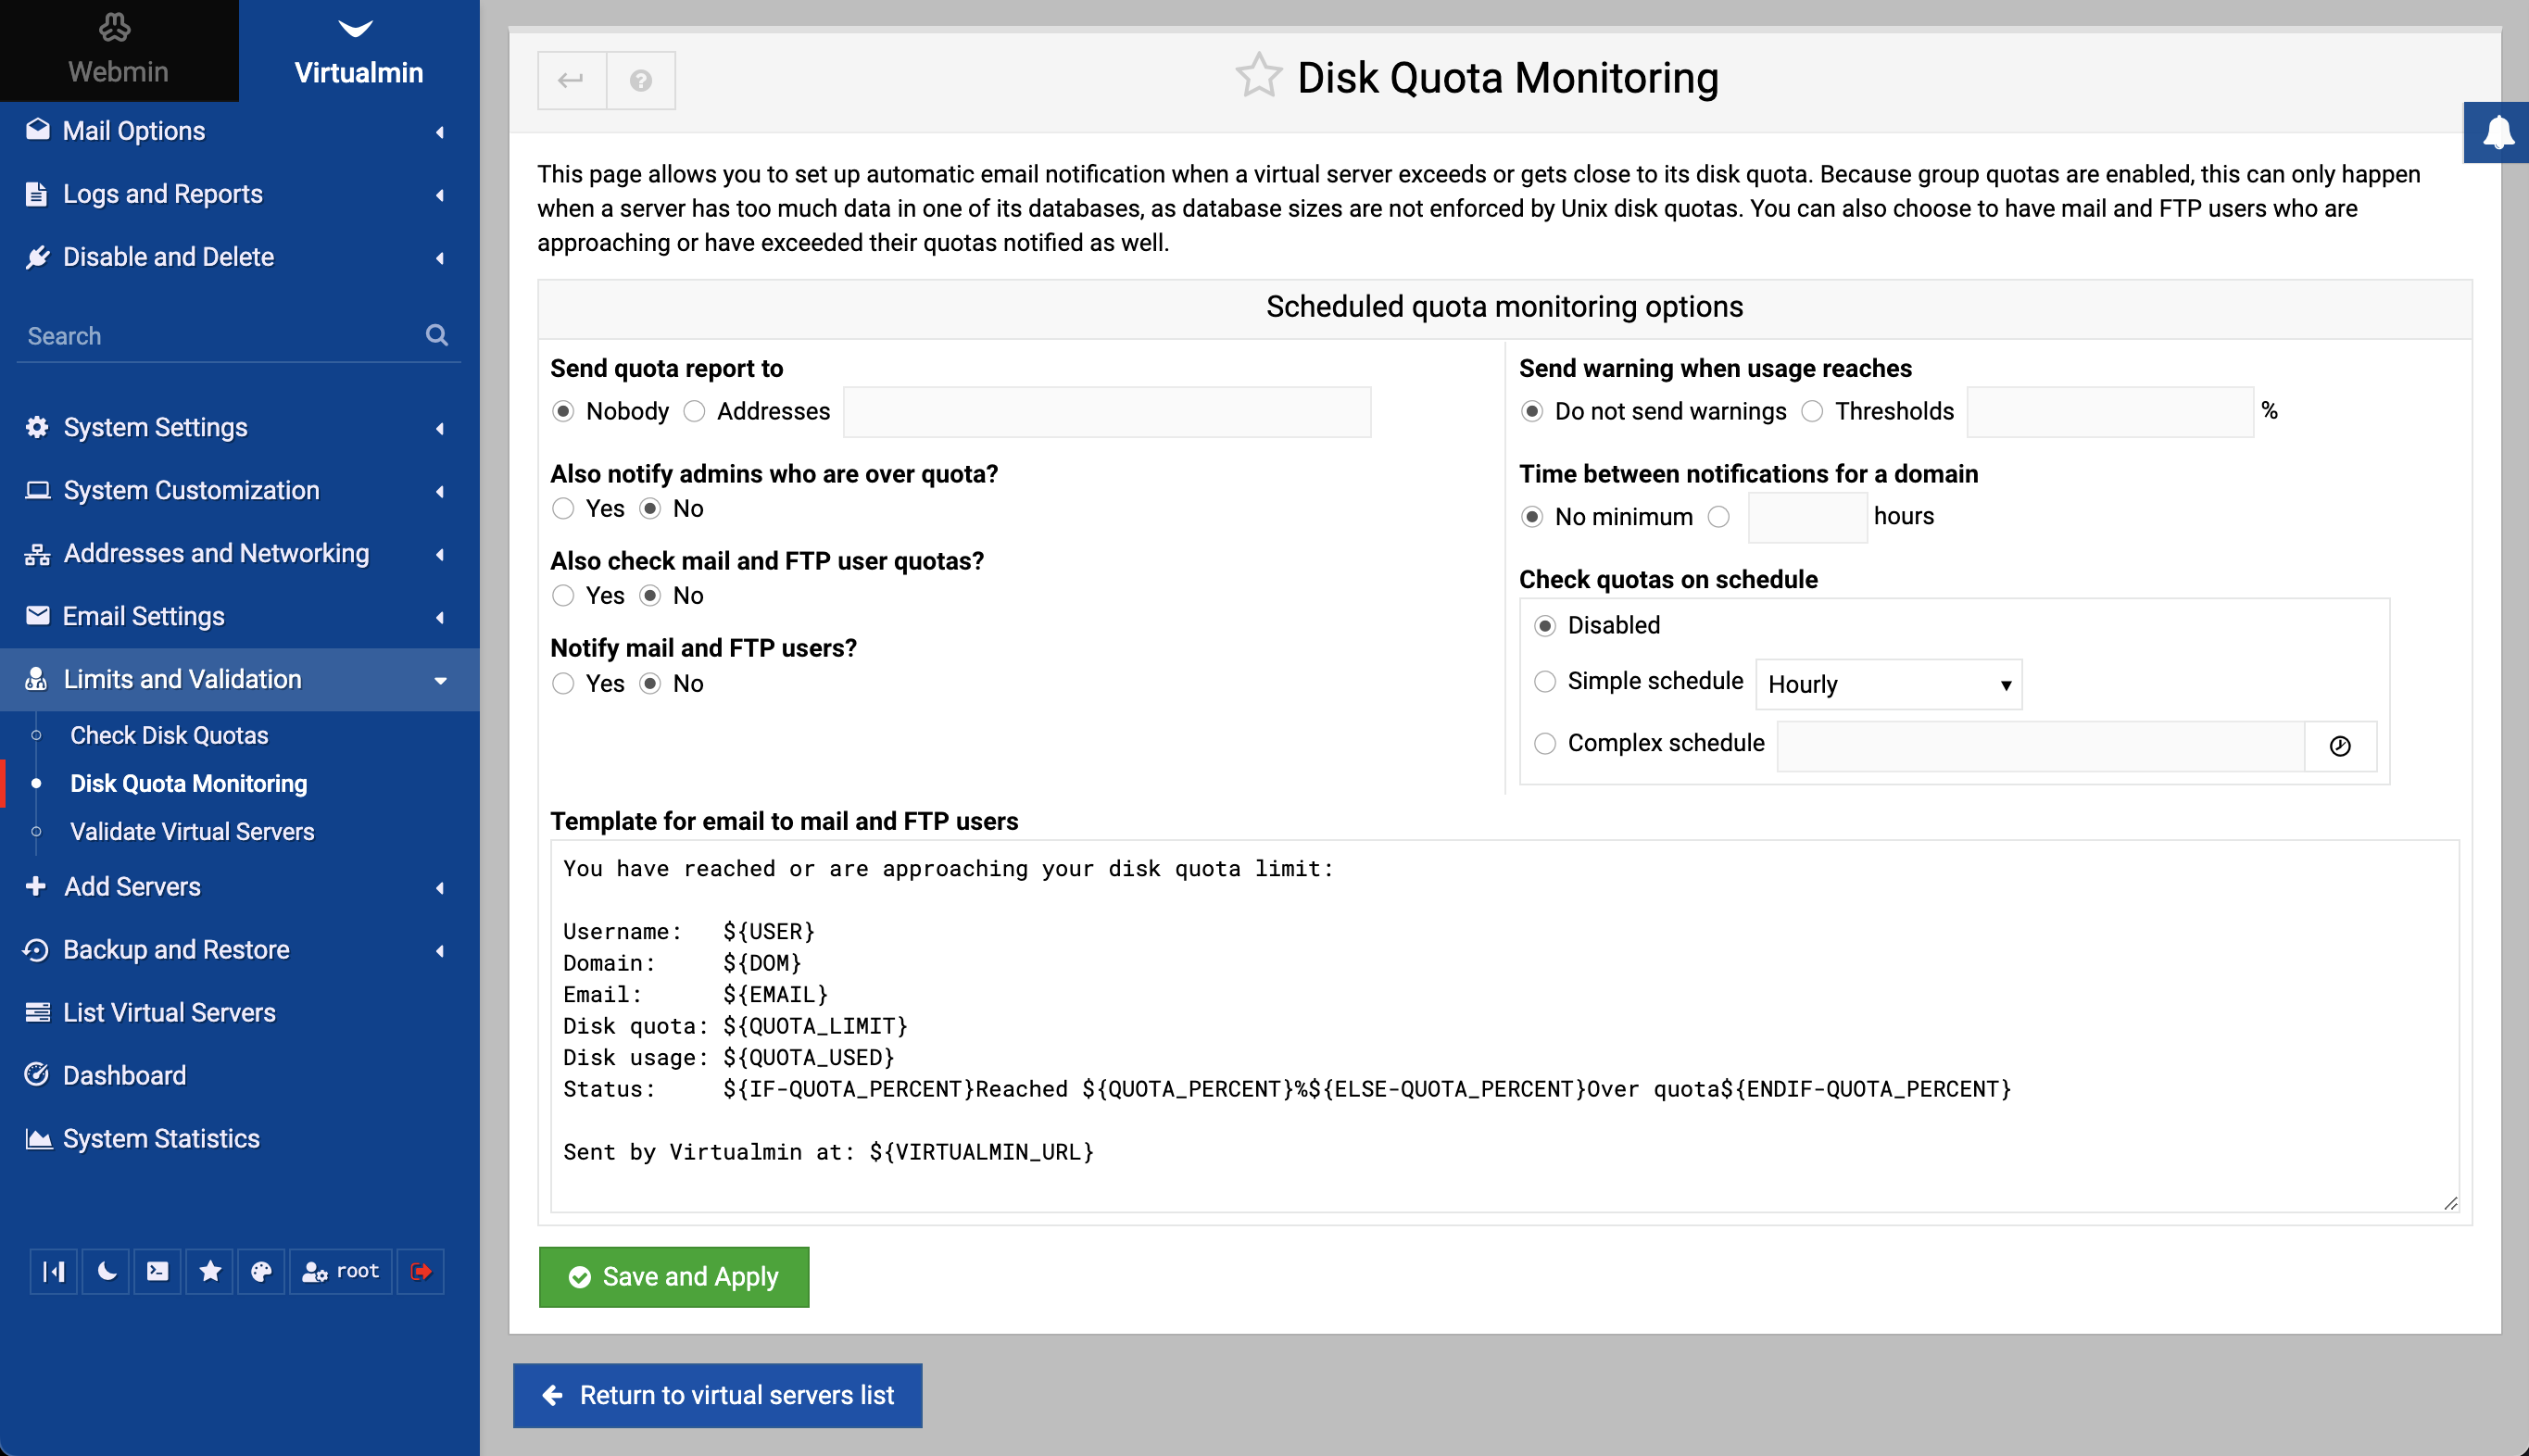 Webmin
Virtualmin
Mail Options
Logs and Reports
Disable and Delete
Search
System Settings
System Customization
Addresses and Networking
Email Settings
Limits and Validation
Check Disk Quotas
Disk Quota Monitoring
Validate Virtual Servers
Add Servers
Backup and Restore
List Virtual Servers
Dashboard
System Statistics
root
Disk Quota Monitoring
This page allows you to set up automatic email notification when a virtual server exceeds or gets close to its disk quota. Because group quotas are enabled, this can only happen
when a server has too much data in one of its databases, as database sizes are not enforced by Unix disk quotas. You can also choose to have mail and FTP users who are
approaching or have exceeded their quotas notified as well.
Scheduled quota monitoring options
Send quota report to
Nobody Addresses
Also notify admins who are over quota?
Yes No
Also check mail and FTP user quotas?
Yes No
Notify mail and FTP users?
Yes No
Send warning when usage reaches
Do not send warnings Thresholds %
Time between notifications for a domain
No minimum hours
Check quotas on schedule
Disabled
Simple schedule Hourly
Complex schedule
Template for email to mail and FTP users
You have reached or are approaching your disk quota limit:
Username: ${USER}
Domain: ${DOM}
Email: ${EMAIL}
Disk quota: ${QUOTA_LIMIT}
Disk usage: ${QUOTA_USED}
Status: ${IF-QUOTA_PERCENT}Reached ${QUOTA_PERCENT}%${ELSE-QUOTA_PERCENT}Over quota${ENDIF-QUOTA_PERCENT}
Sent by Virtualmin at: ${VIRTUALMIN_URL}
Save and Apply
Return to virtual servers list